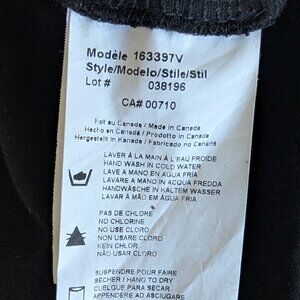 Modèle 163397V
Style/Modelo/Stile/Stil
Lot # 038196
CA# 00710
Fait au Canada / Made in Canada
Hecho en Canada / Prodotto in Canada
Hergestellt in Kanada / Fabricado no Canadá
LAVER À LA MAIN À L'EAU FROIDE
HAND WASH IN COLD WATER
LAVE A MANO EN AGUA FRIA
LAVARE A MANO IN ACQUA FREDDA
HANDWÄSCHE IN KALTEM WASSER
LAVAR À MÃO EM ÁGUA FRIA
PAS DE CHLORE
NO CHLORINE
NO USE CLORO
NON USARE CLORO
KEIN CHLOR
NÃO USAR CLORO
SUSPENDRE POUR FAIRE
SÉCHER / HANG TO DRY
CUELGUE PARA SECAR
APPENDERE AD ASCIUGARE